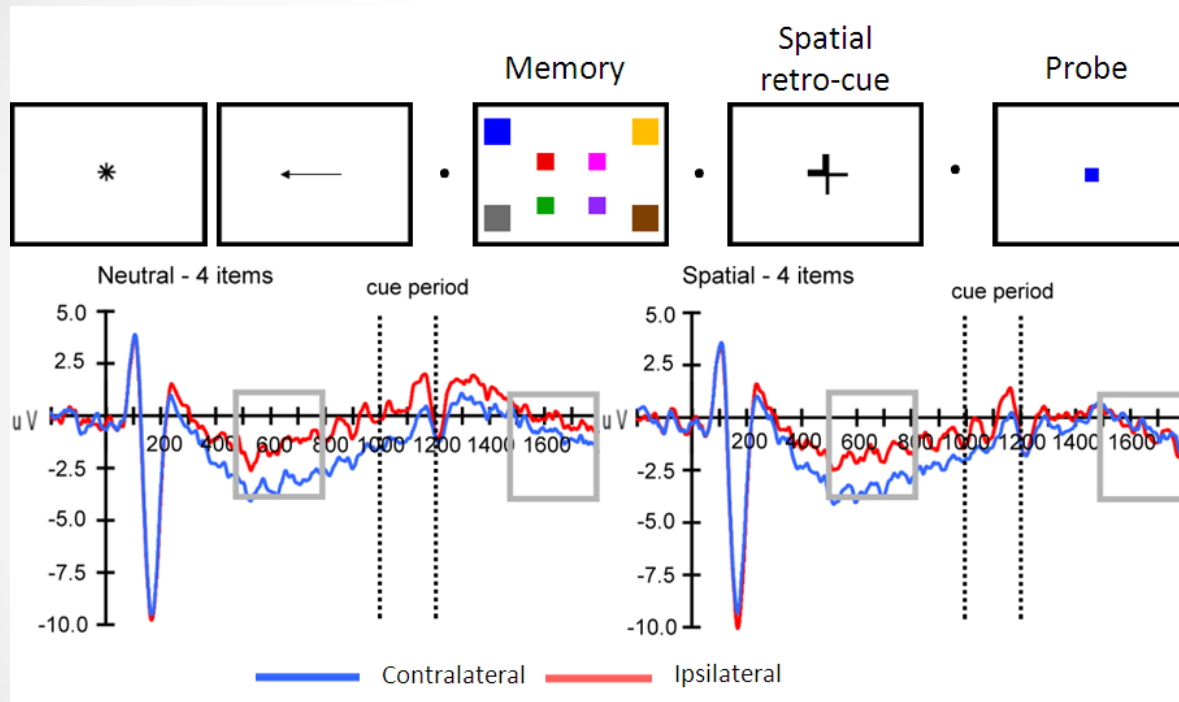 Memory
Spatial
retro-cue
Probe
Neutral - 4 items
cue period
5.0
2.5
uV
-2.5
-5.0
-7.5
-10.0
200 400 600 800 1000 1200 1400 1600
Spatial - 4 items
cue period
5.0
2.5
uV
-2.5
-5.0
-7.5
-10.0
200 400 600 800 1000 1200 1400 1600
Contralateral
Ipsilateral